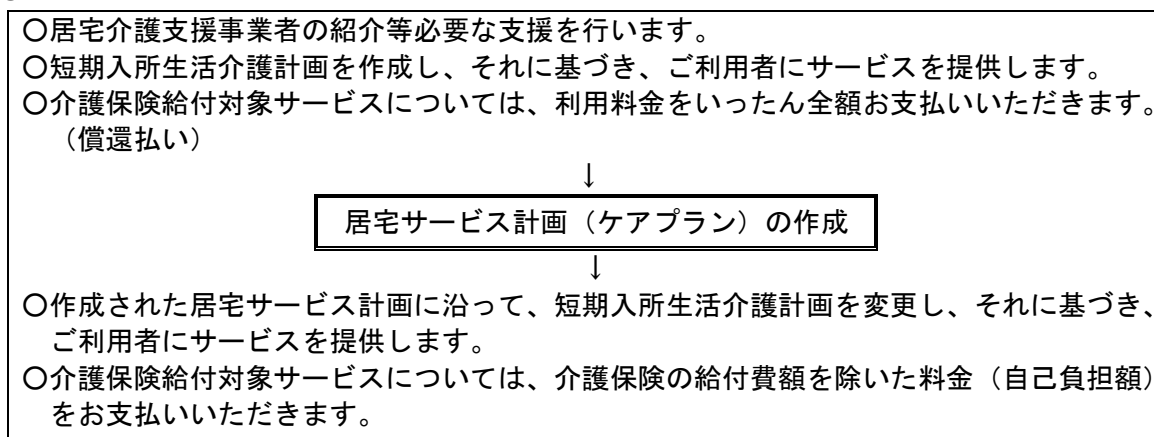 〇居宅介護支援事業者の紹介等必要な支援を行います。
〇短期入所生活介護計画を作成し、それに基づき、ご利用者にサービスを提供します。
〇介護保険給付対象サービスについては、利用料金をいったん全額お支払いいただきます。
（償還払い）
↓
居宅サービス計画（ケアプラン）の作成
↓
〇作成された居宅サービス計画に沿って、短期入所生活介護計画を変更し、それに基づき、
ご利用者にサービスを提供します。
〇介護保険給付対象サービスについては、介護保険の給付費額を除いた料金（自己負担額）
をお支払いいただきます。